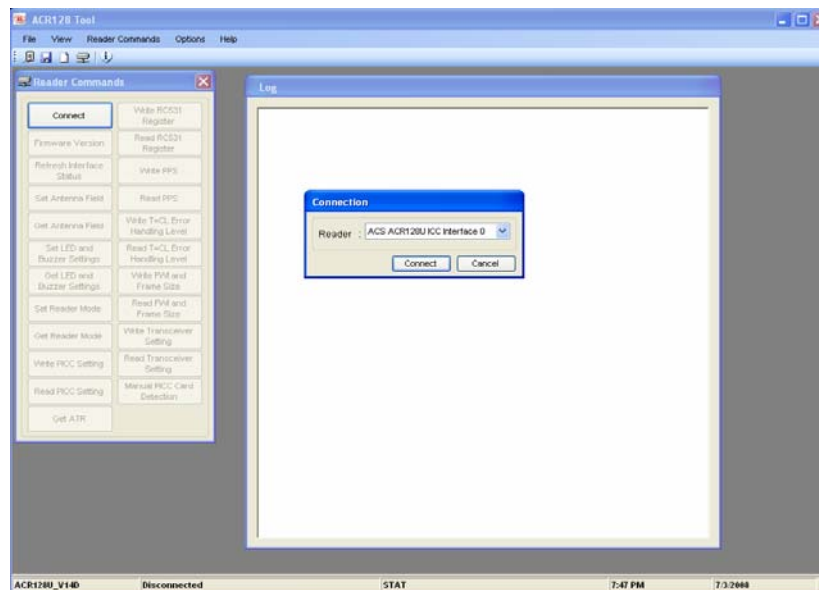 ACR128 Tool
File View Reader Commands Options Help
Reader Commands
Connect
Write RC531 Register
Firmware Version
Read RC531 Register
Refresh Interface Status
Write PPS
Set Antenna Field
Read PPS
Get Antenna Field
Write T=CL Error Handling Level
Set LED and Buzzer Settings
Read T=CL Error Handling Level
Get LED and Buzzer Settings
Write FWI and Frame Size
Set Reader Mode
Read FWI and Frame Size
Get Reader Mode
Write Transceiver Setting
Write PICC Setting
Read Transceiver Setting
Read PICC Setting
Manual PICC Card Detection
Get ATR
Log
Connection
Reader : ACS ACR128U ICC Interface 0
Connect Cancel
ACR128U_V14D Disconnected STAT 7:47 PM 7/3/2008